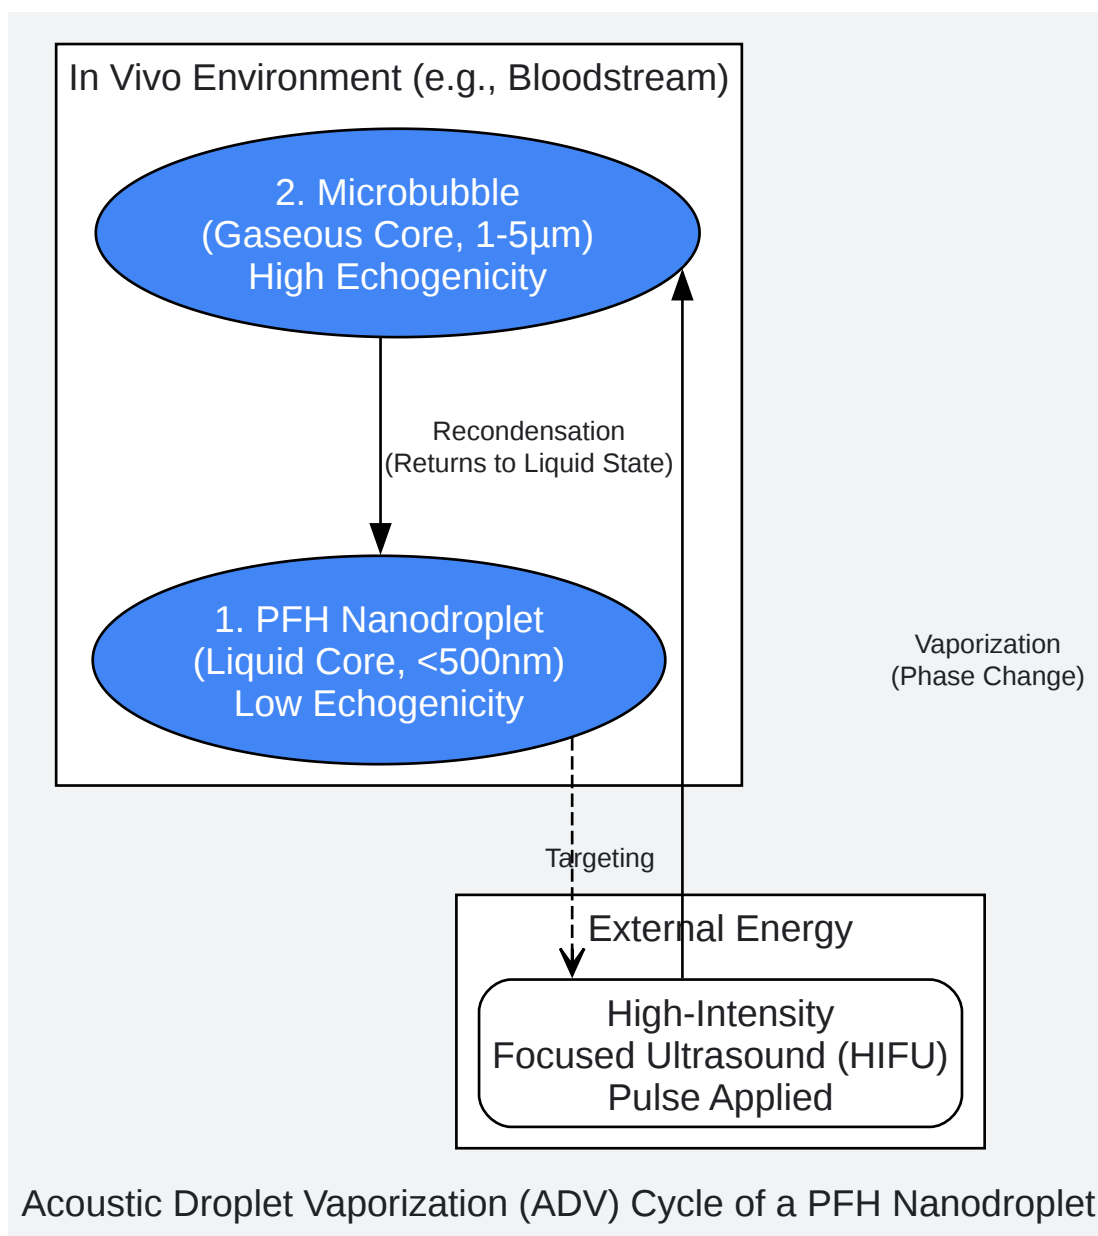 In Vivo Environment (e.g., Bloodstream)
2. Microbubble
(Gaseous Core, 1-5µm)
High Echogenicity
Recondensation
(Returns to Liquid State)
1. PFH Nanodroplet
(Liquid Core, <500nm)
Low Echogenicity
Vaporization
(Phase Change)
Targeting
External Energy
High-Intensity
Focused Ultrasound (HIFU)
Pulse Applied
Acoustic Droplet Vaporization (ADV) Cycle of a PFH Nanodroplet